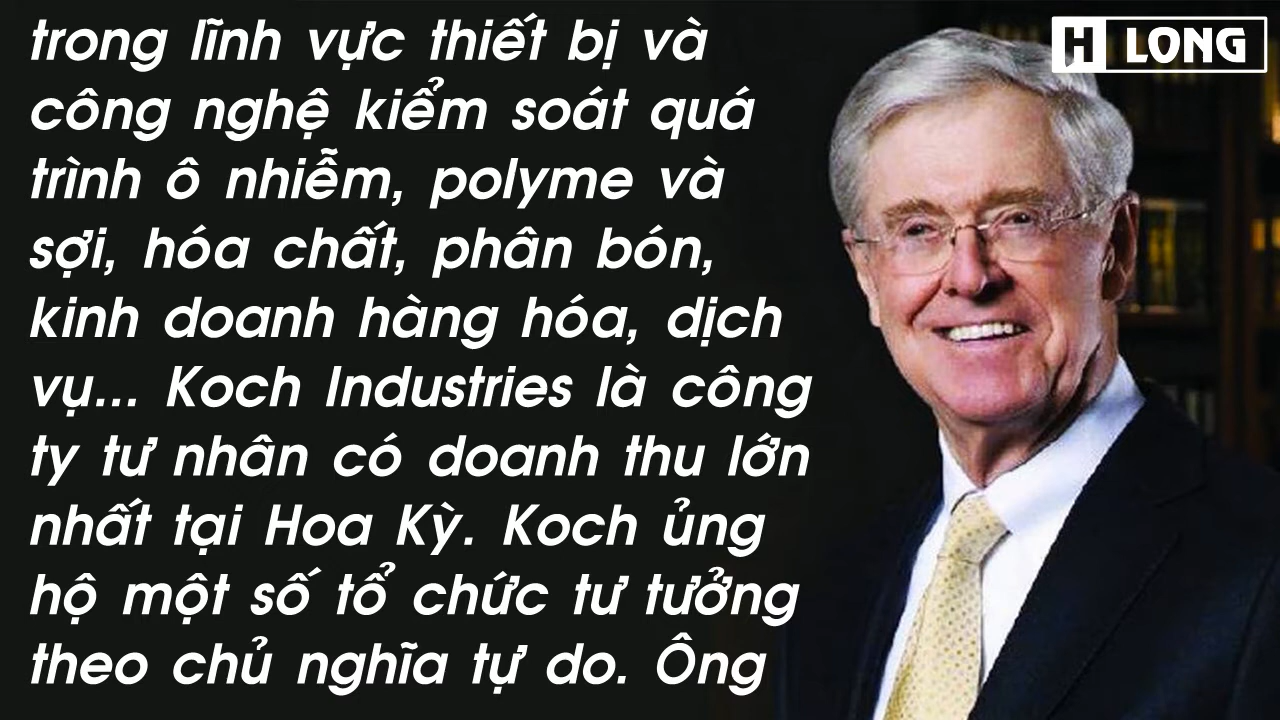 trong lĩnh vực thiết bị và
công nghệ kiểm soát quá
trình ô nhiễm, polyme và
sợi, hóa chất, phân bón,
kinh doanh hàng hóa, dịch
vụ... Koch Industries là công
ty tư nhân có doanh thu lớn
nhất tại Hoa Kỳ. Koch ủng
hộ một số tổ chức tư tưởng
theo chủ nghĩa tự do. Ông
H LONG